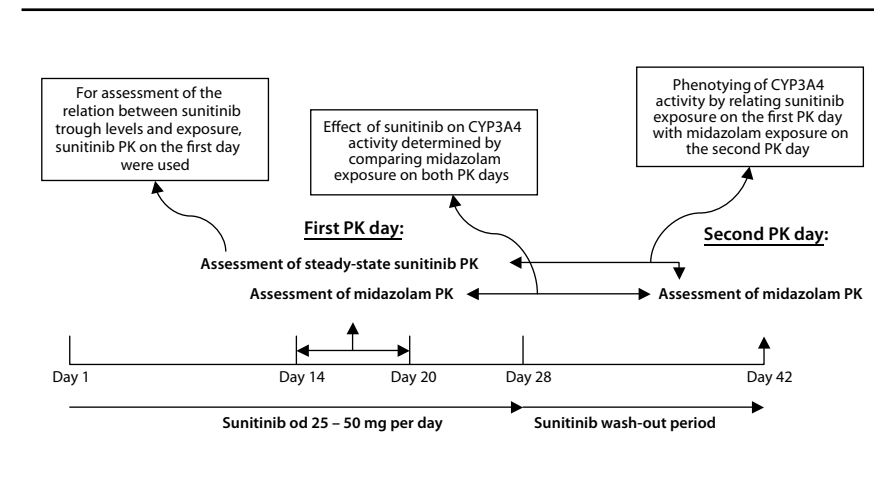 For assessment of the
relation between sunitinib
trough levels and exposure,
sunitinib PK on the first day
were used
Effect of sunitinib on CYP3A4
activity determined by
comparing midazolam
exposure on both PK days
Phenotying of CYP3A4
activity by relating sunitinib
exposure on the first PK day
with midazolam exposure on
the second PK day
First PK day:
Second PK day:
Assessment of steady-state sunitinib PK
Assessment of midazolam PK
Assessment of midazolam PK
Day 1
Day 14
Day 20
Day 28
Day 42
Sunitinib od 25 – 50 mg per day
Sunitinib wash-out period